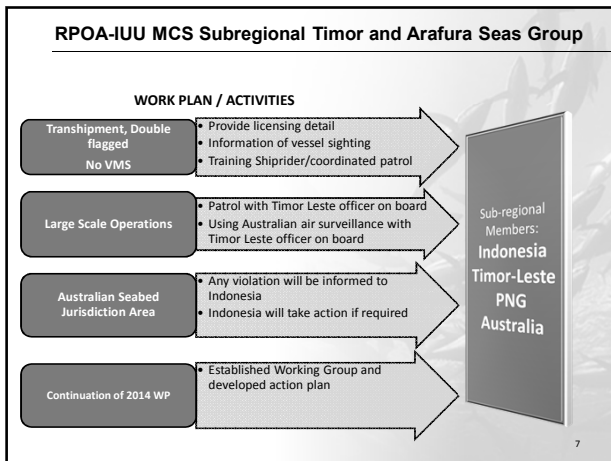 RPOA-IUU MCS Subregional Timor and Arafura Seas Group
WORK PLAN / ACTIVITIES
Transhipment, Double
flagged
No VMS
• Provide licensing detail
• Information of vessel sighting
• Training Shiprider/coordinated patrol
Large Scale Operations
• Patrol with Timor Leste officer on board
• Using Australian air surveillance with
Timor Leste officer on board
Australian Seabed
Jurisdiction Area
• Any violation will be informed to
Indonesia
• Indonesia will take action if required
Continuation of 2014 WP
• Established Working Group and
developed action plan
Sub-regional
Members:
Indonesia
Timor-Leste
PNG
Australia
7